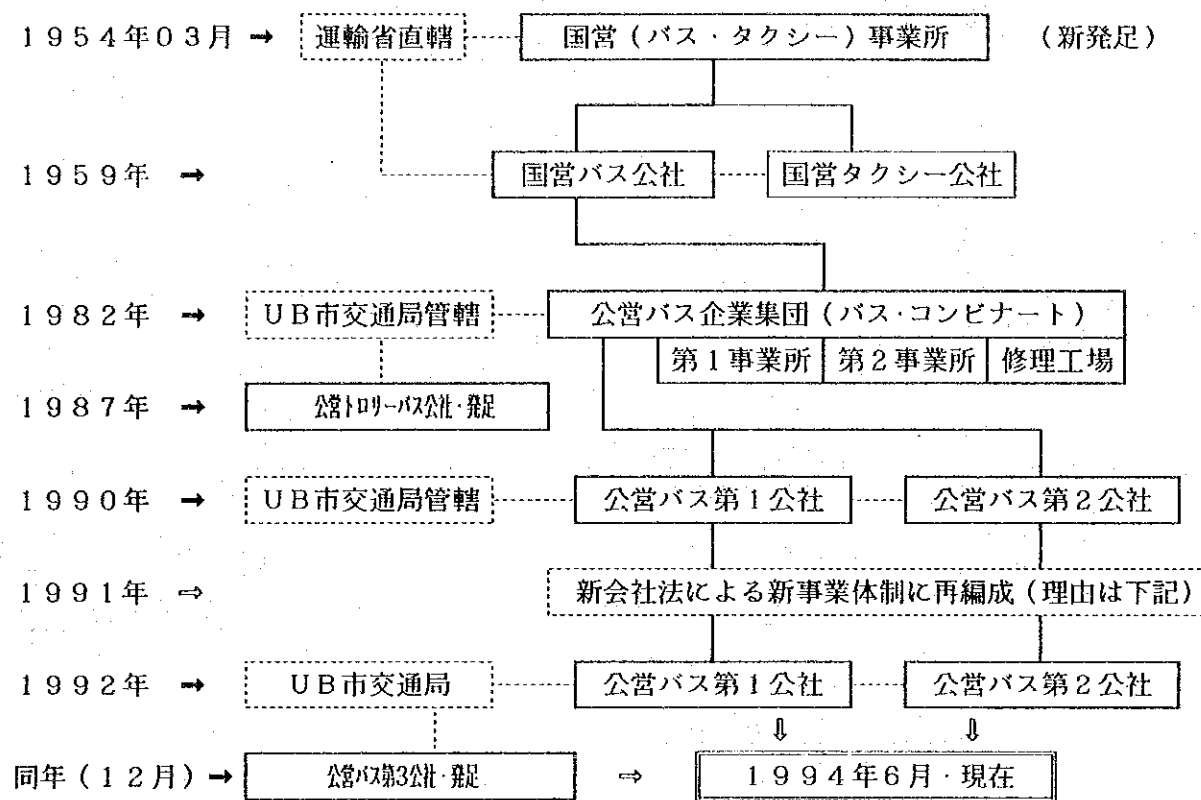 １９５４年０３月 → 運輸省直轄 国営（バス・タクシー）事業所 （新発足）
１９５９年 → 国営バス公社 国営タクシー公社
１９８２年 → ＵＢ市交通局管轄 公営バス企業集団（バス・コンビナート）
第１事業所 第２事業所 修理工場
１９８７年 → 公営トロリーバス公社・発足
１９９０年 → ＵＢ市交通局管轄 公営バス第１公社 公営バス第２公社
１９９１年 ⇨ 新会社法による新事業体制に再編成（理由は下記）
１９９２年 → ＵＢ市交通局 公営バス第１公社 公営バス第２公社
⇩ ⇩
同年（１２月）→ 公営バス第3公社・発足 ⇨ １９９４年６月・現在